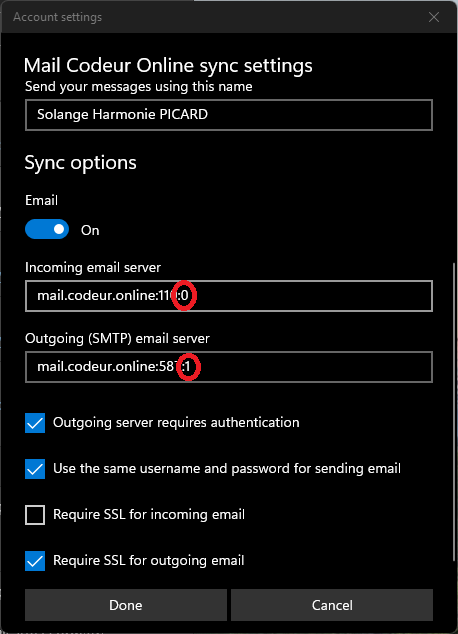 Account settings
Mail Codeur Online sync settings
Send your messages using this name
Solange Harmonie PICARD
Sync options
Email
On
Incoming email server
mail.codeur.online:110:0
Outgoing (SMTP) email server
mail.codeur.online:587:1
Outgoing server requires authentication
Use the same username and password for sending email
Require SSL for incoming email
Require SSL for outgoing email
Done
Cancel